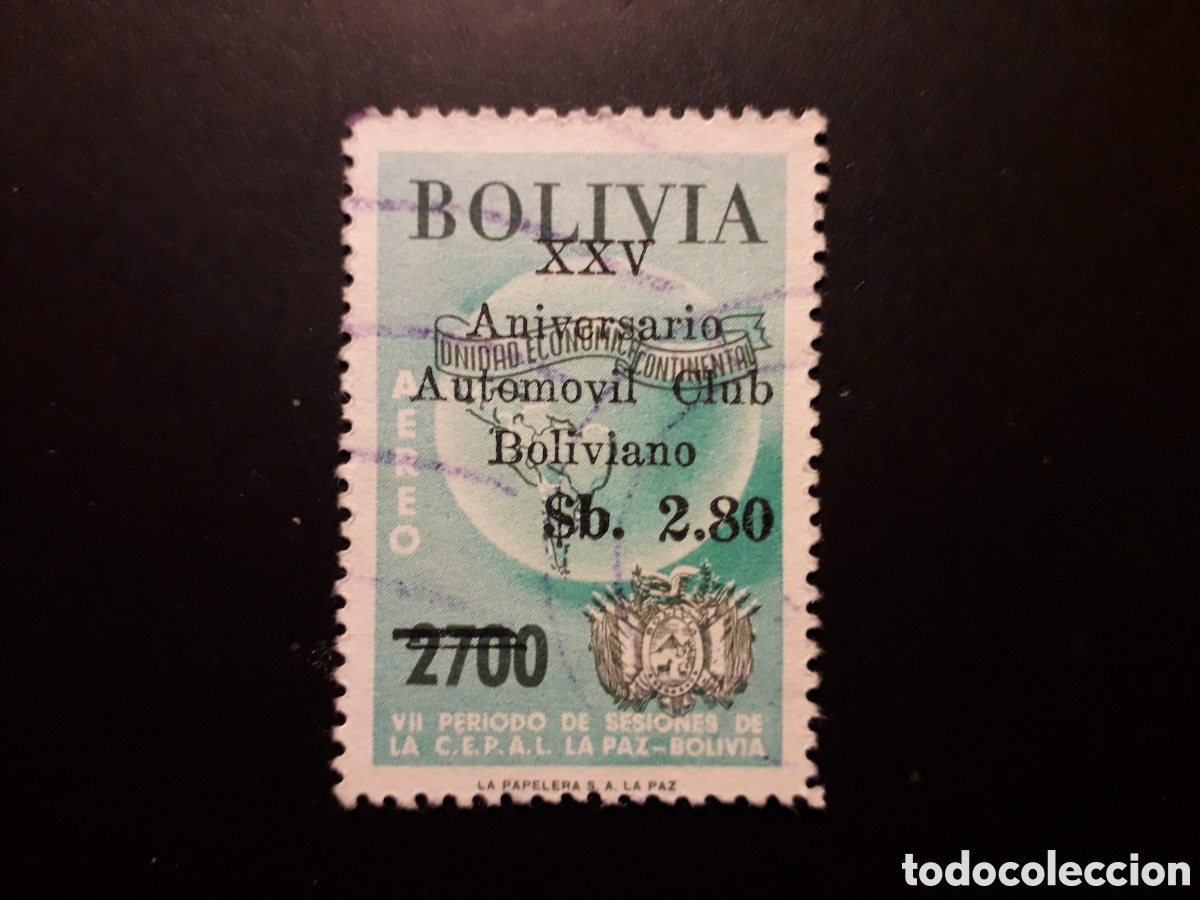 BOLIVIA
XXV
Aniversario
UNIDAD ECONOMICA CONTINENTAL
Automovil Club
Boliviano
AEREO
$b. 2.80
2700
VII PERIODO DE SESIONES DE
LA C.E.P.A.L. LA PAZ-BOLIVIA
LA PAPELERA S. A. LA PAZ
todocoleccion